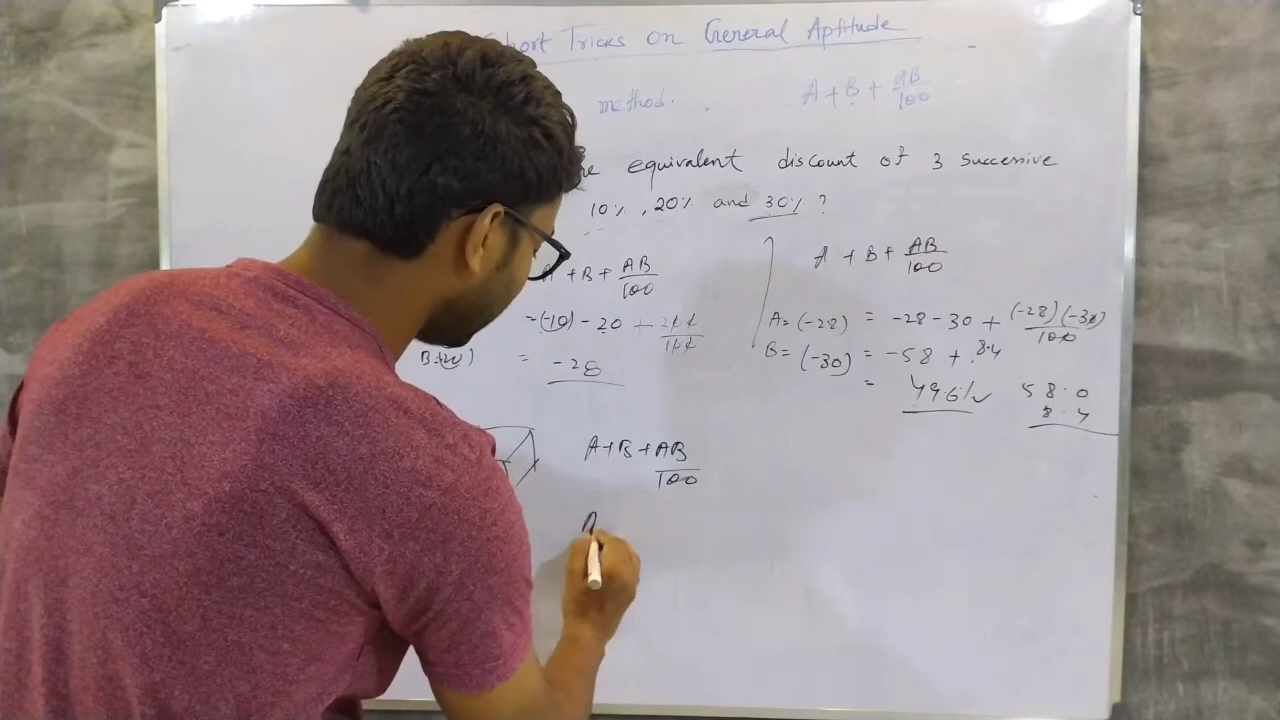 Short Tricks on General Aptitude
method. A + B + AB/100
equivalent discount of 3 successive
10%, 20% and 30% ?
A + B + AB/100
= (-10) - 20 + 200/100
= -28
A + B + AB/100
A = (-28) = -28 - 30 + (-28)(-30)/100
B = (-30) = -58 + 8.4
= 49.6%
58.0
8.4
A + B + AB/100